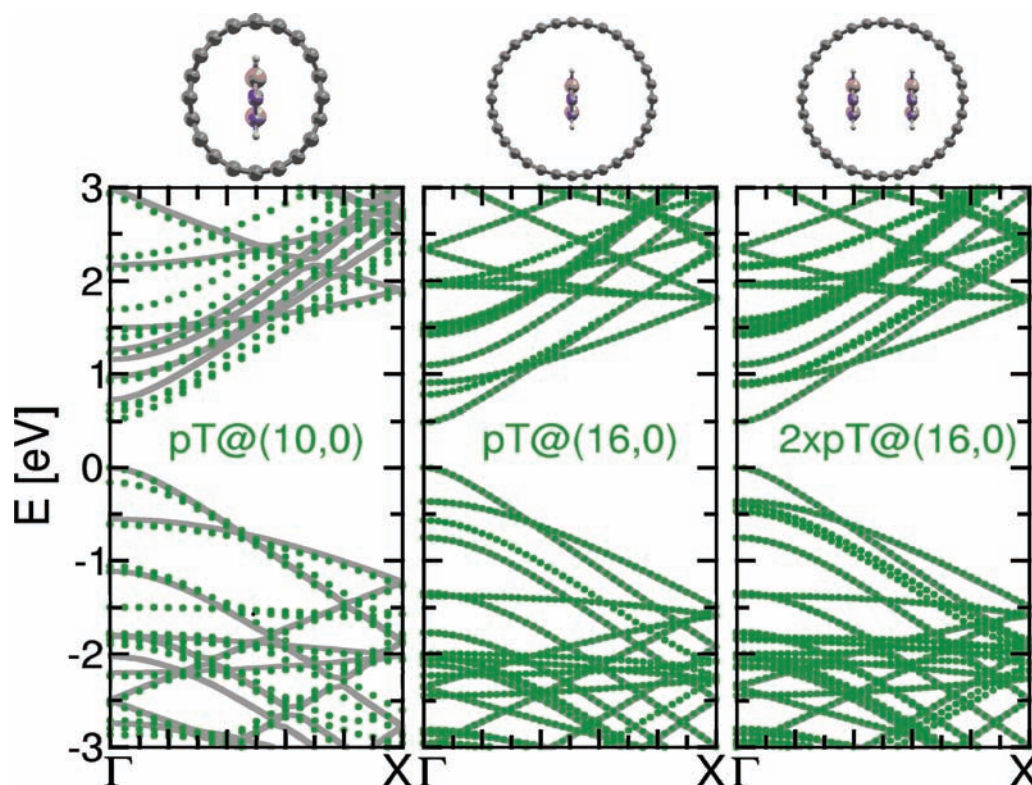 3
2
1
0
-1
-2
-3
E [eV]
pT@(10,0)
pT@(16,0)
2xpT@(16,0)
Γ
X
Γ
X
Γ
X